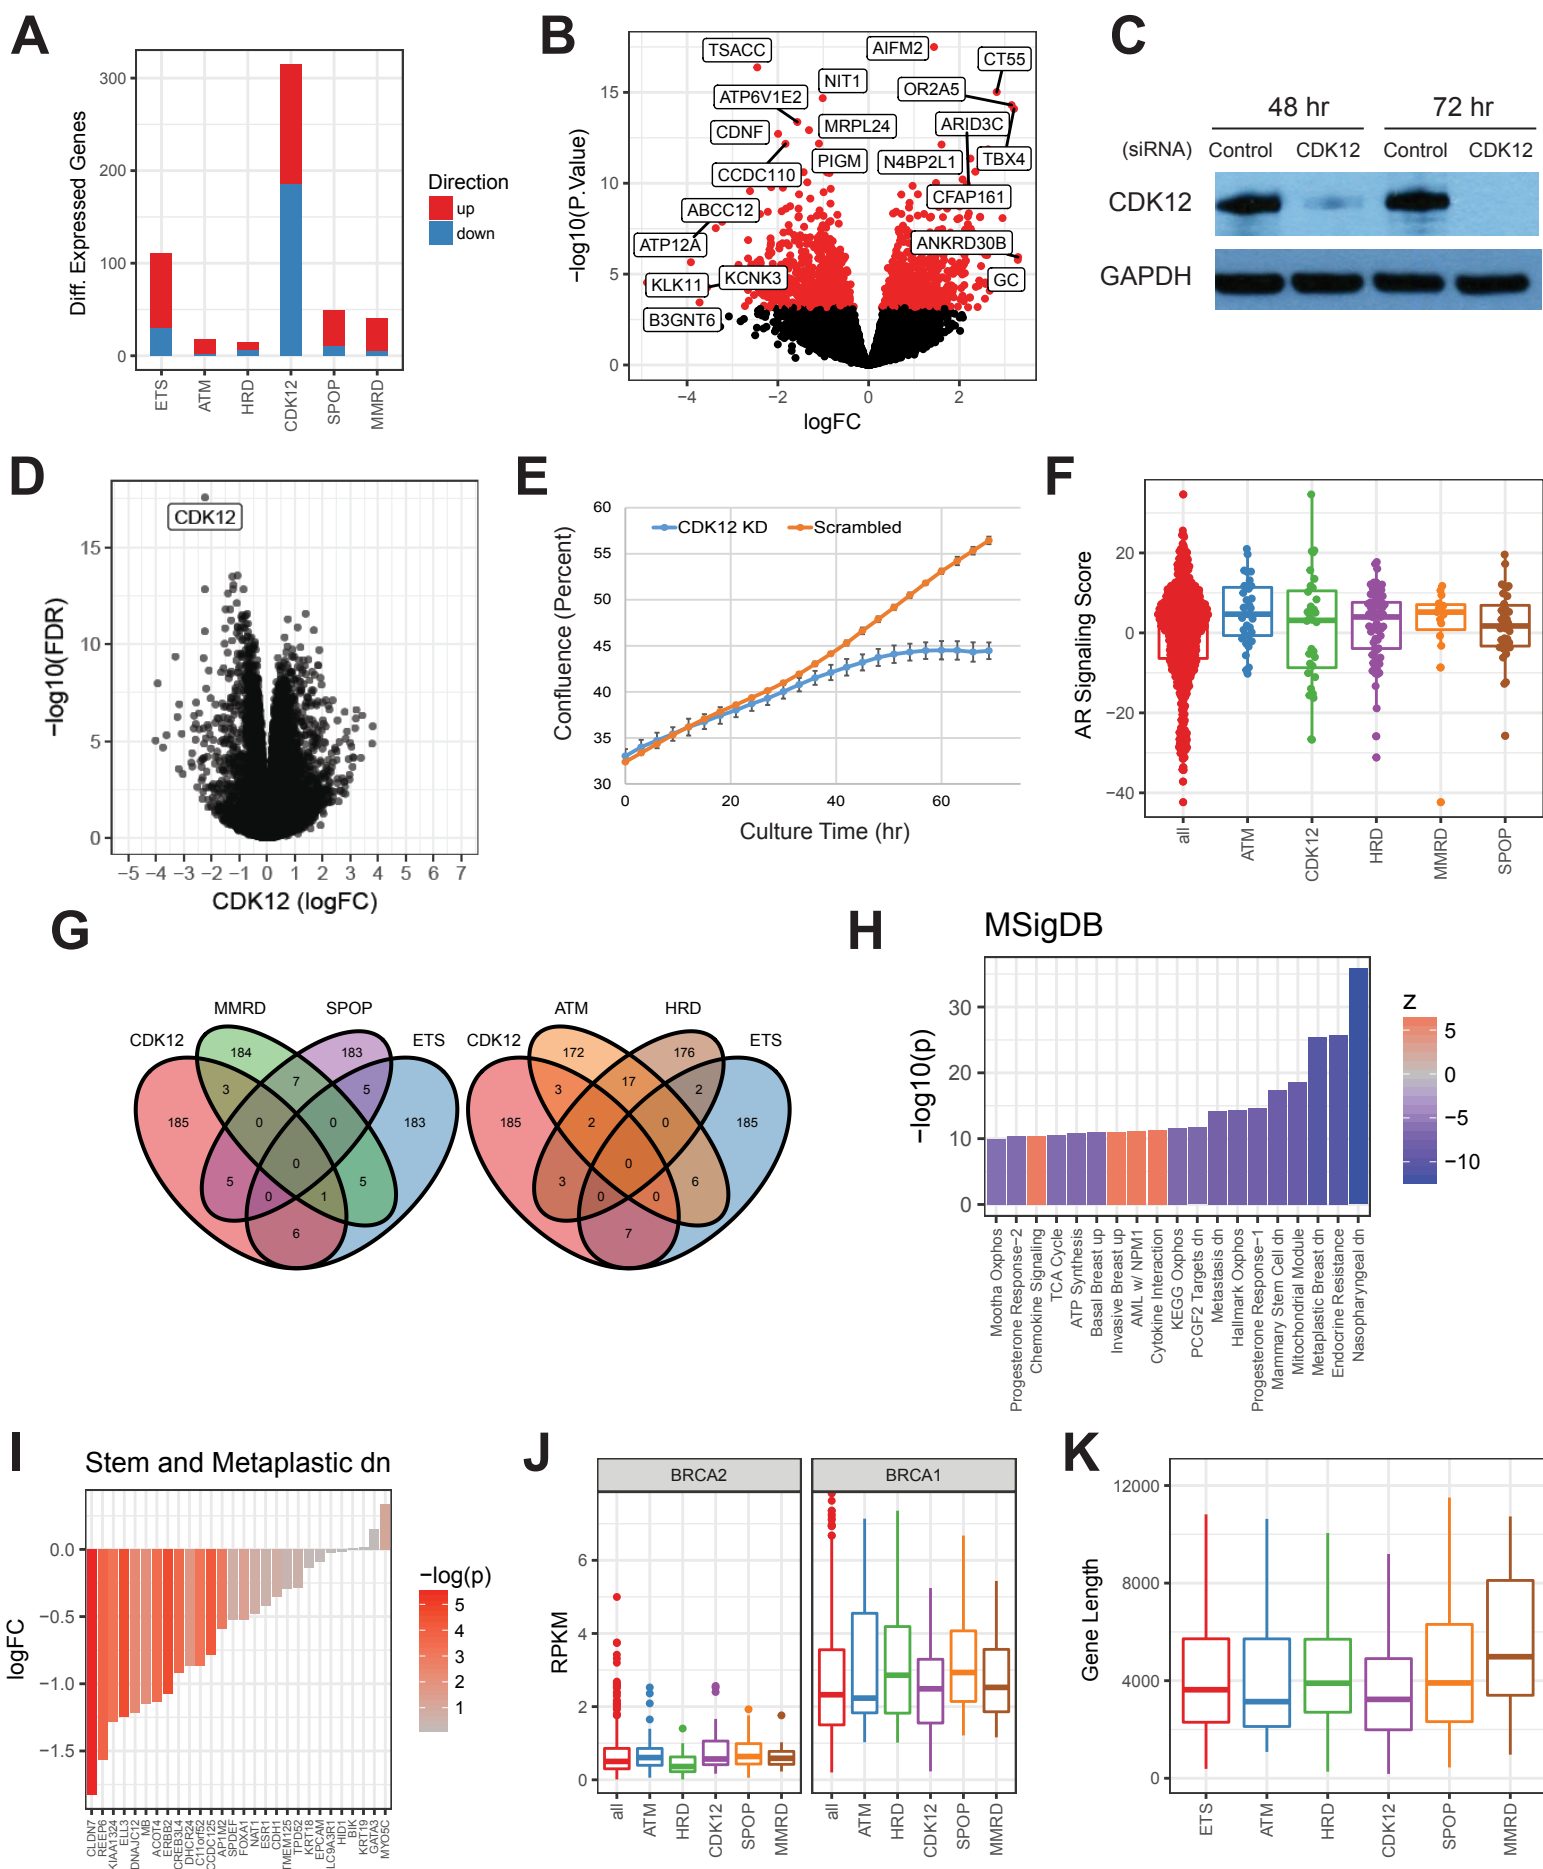 A
Diff. Expressed Genes
300
200
100
0
ETS
ATM
HRD
CDK12
SPOP
MMRD
Direction
up
down
B
−log10(P.Value)
15
10
5
0
−4
−2
0
2
logFC
TSACC
AIFM2
CT55
NIT1
OR2A5
ATP6V1E2
CDNF
MRPL24
ARID3C
PIGM
N4BP2L1
TBX4
CCDC110
CFAP161
ABCC12
ATP12A
ANKRD30B
KLK11
KCNK3
GC
B3GNT6
C
48 hr
72 hr
(siRNA) Control CDK12 Control CDK12
CDK12
GAPDH
D
CDK12
−log10(FDR)
15
10
5
0
−5 −4 −3 −2 −1 0 1 2 3 4 5 6 7
CDK12 (logFC)
E
Confluence (Percent)
60
55
50
45
40
35
30
CDK12 KD
Scrambled
0
20
40
60
Culture Time (hr)
F
AR Signaling Score
20
0
−20
−40
all
ATM
CDK12
HRD
MMRD
SPOP
G
MMRD SPOP
CDK12 ETS
184 183
3 7 5
185 0 0 183
0
5 0 1 5
6
ATM HRD
CDK12 ETS
172 176
3 17 2
185 2 0 185
0
3 0 0 6
7
H
MSigDB
−log10(p)
30
20
10
0
Mootha Oxphos
Progesterone Response−2
Chemokine Signaling
TCA Cycle
ATP Synthesis
Basal Breast up
Invasive Breast up
AML w/ NPM1
Cytokine Interaction
KEGG Oxphos
PCGF2 Targets dn
Metastasis dn
Hallmark Oxphos
Progesterone Response−1
Mammary Stem Cell dn
Mitochondrial Module
Metaplastic Breast dn
Endocrine Resistance
Nasopharyngeal dn
z
5
0
−5
−10
I
Stem and Metaplastic dn
logFC
0.0
−0.5
−1.0
−1.5
CLDN7
REEP6
KIAA1324
ELL3
DNAJC12
MB
ACOT4
ERBB2
CREB3L4
DHCR24
C11orf52
CCDC125
AP1M2
SPDEF
FOXA1
NAT1
ESR1
CDH1
TMEM125
TPD52
KRT18
EPCAM
LC9A3R1
HID1
BIK
KRT19
GATA3
MYO5C
−log(p)
5
4
3
2
1
J
BRCA2
BRCA1
RPKM
6
4
2
0
all
ATM
HRD
CDK12
SPOP
MMRD
all
ATM
HRD
CDK12
SPOP
MMRD
K
Gene Length
12000
8000
4000
0
ETS
ATM
HRD
CDK12
SPOP
MMRD